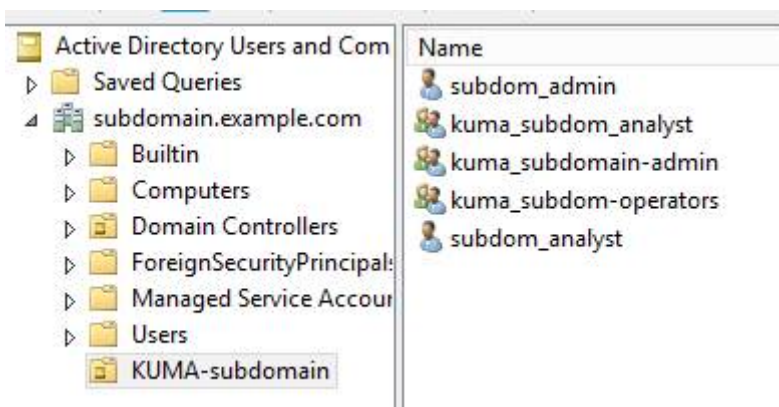 Active Directory Users and Com
Saved Queries
subdomain.example.com
Builtin
Computers
Domain Controllers
ForeignSecurityPrincipals
Managed Service Accour
Users
KUMA-subdomain
Name
subdom_admin
kuma_subdom_analyst
kuma_subdomain-admin
kuma_subdom-operators
subdom_analyst